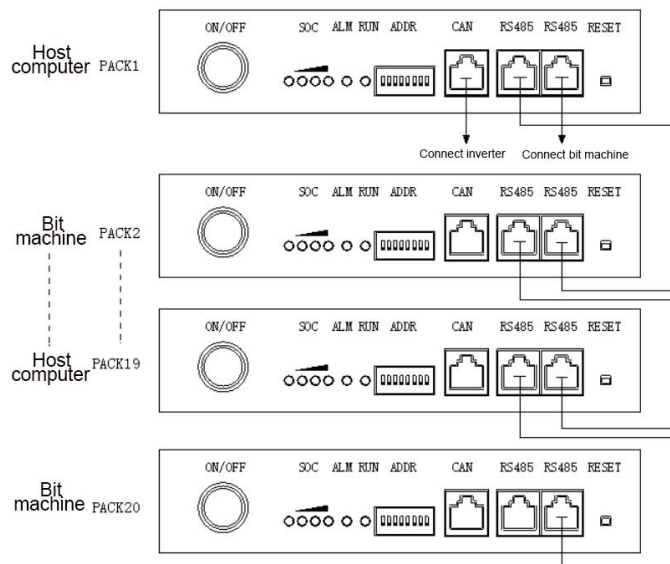 ON/OFF SOC ALM RUN ADDR CAN RS485 RS485 RESET
Host
computer PACK1
Connect inverter Connect bit machine
ON/OFF SOC ALM RUN ADDR CAN RS485 RS485 RESET
Bit
machine PACK2
ON/OFF SOC ALM RUN ADDR CAN RS485 RS485 RESET
Host
computer PACK19
ON/OFF SOC ALM RUN ADDR CAN RS485 RS485 RESET
Bit
machine PACK20